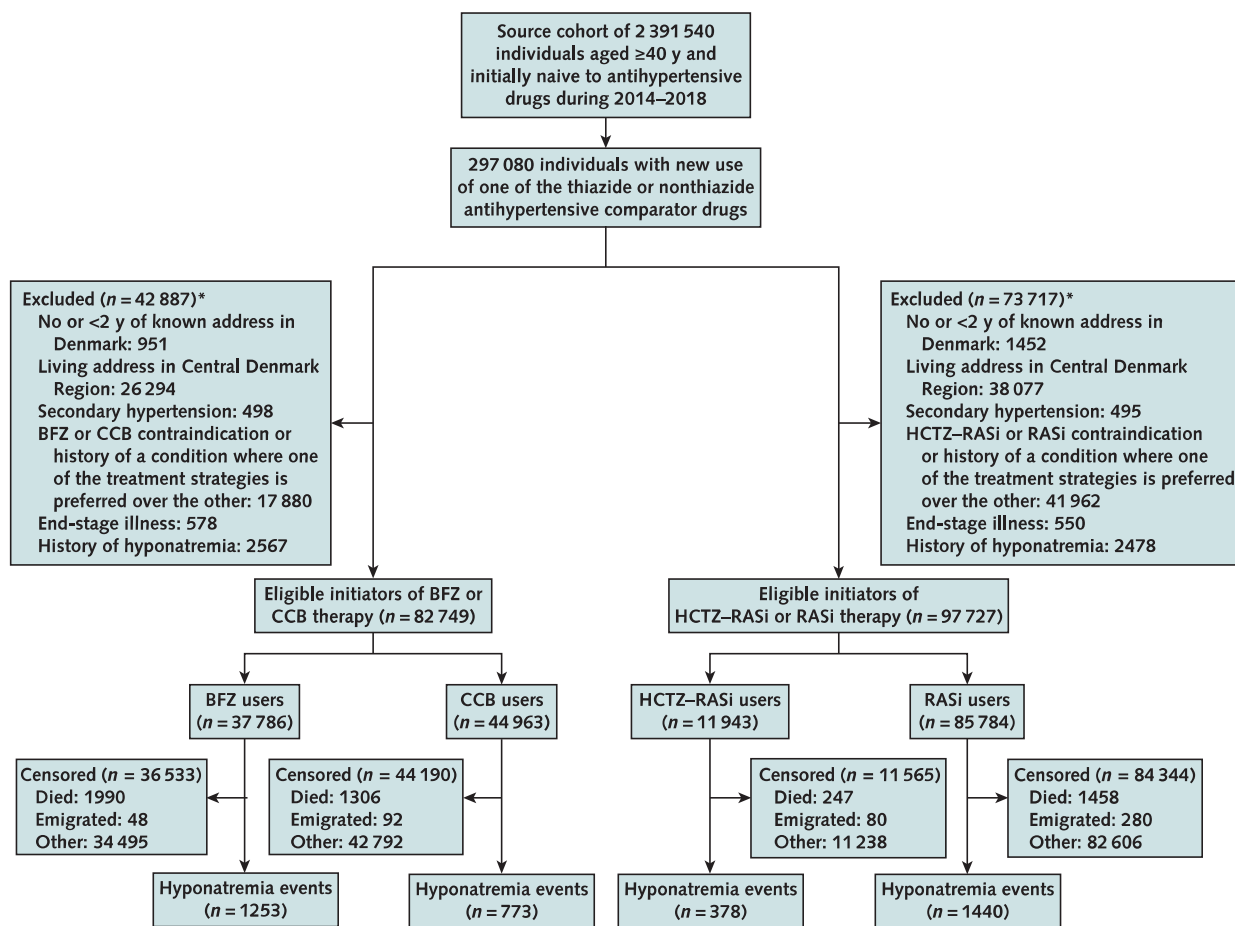 Source cohort of 2 391 540
individuals aged ≥40 y and
initially naive to antihypertensive
drugs during 2014–2018
297 080 individuals with new use
of one of the thiazide or nonthiazide
antihypertensive comparator drugs
Excluded (n = 42 887)*
No or <2 y of known address in
Denmark: 951
Living address in Central Denmark
Region: 26 294
Secondary hypertension: 498
BFZ or CCB contraindication or
history of a condition where one
of the treatment strategies is
preferred over the other: 17 880
End-stage illness: 578
History of hyponatremia: 2567
Excluded (n = 73 717)*
No or <2 y of known address in
Denmark: 1452
Living address in Central Denmark
Region: 38 077
Secondary hypertension: 495
HCTZ–RASi or RASi contraindication
or history of a condition where one
of the treatment strategies is preferred
over the other: 41 962
End-stage illness: 550
History of hyponatremia: 2478
Eligible initiators of BFZ or
CCB therapy (n = 82 749)
Eligible initiators of
HCTZ–RASi or RASi therapy (n = 97 727)
BFZ users
(n = 37 786)
CCB users
(n = 44 963)
HCTZ–RASi users
(n = 11 943)
RASi users
(n = 85 784)
Censored (n = 36 533)
Died: 1990
Emigrated: 48
Other: 34 495
Censored (n = 44 190)
Died: 1306
Emigrated: 92
Other: 42 792
Censored (n = 11 565)
Died: 247
Emigrated: 80
Other: 11 238
Censored (n = 84 344)
Died: 1458
Emigrated: 280
Other: 82 606
Hyponatremia events
(n = 1253)
Hyponatremia events
(n = 773)
Hyponatremia events
(n = 378)
Hyponatremia events
(n = 1440)